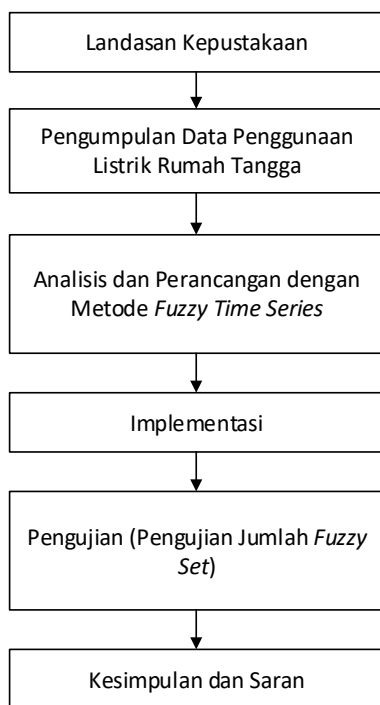 Landasan Kepustakaan
Pengumpulan Data Penggunaan
Listrik Rumah Tangga
Analisis dan Perancangan dengan
Metode Fuzzy Time Series
Implementasi
Pengujian (Pengujian Jumlah Fuzzy
Set)
Kesimpulan dan Saran